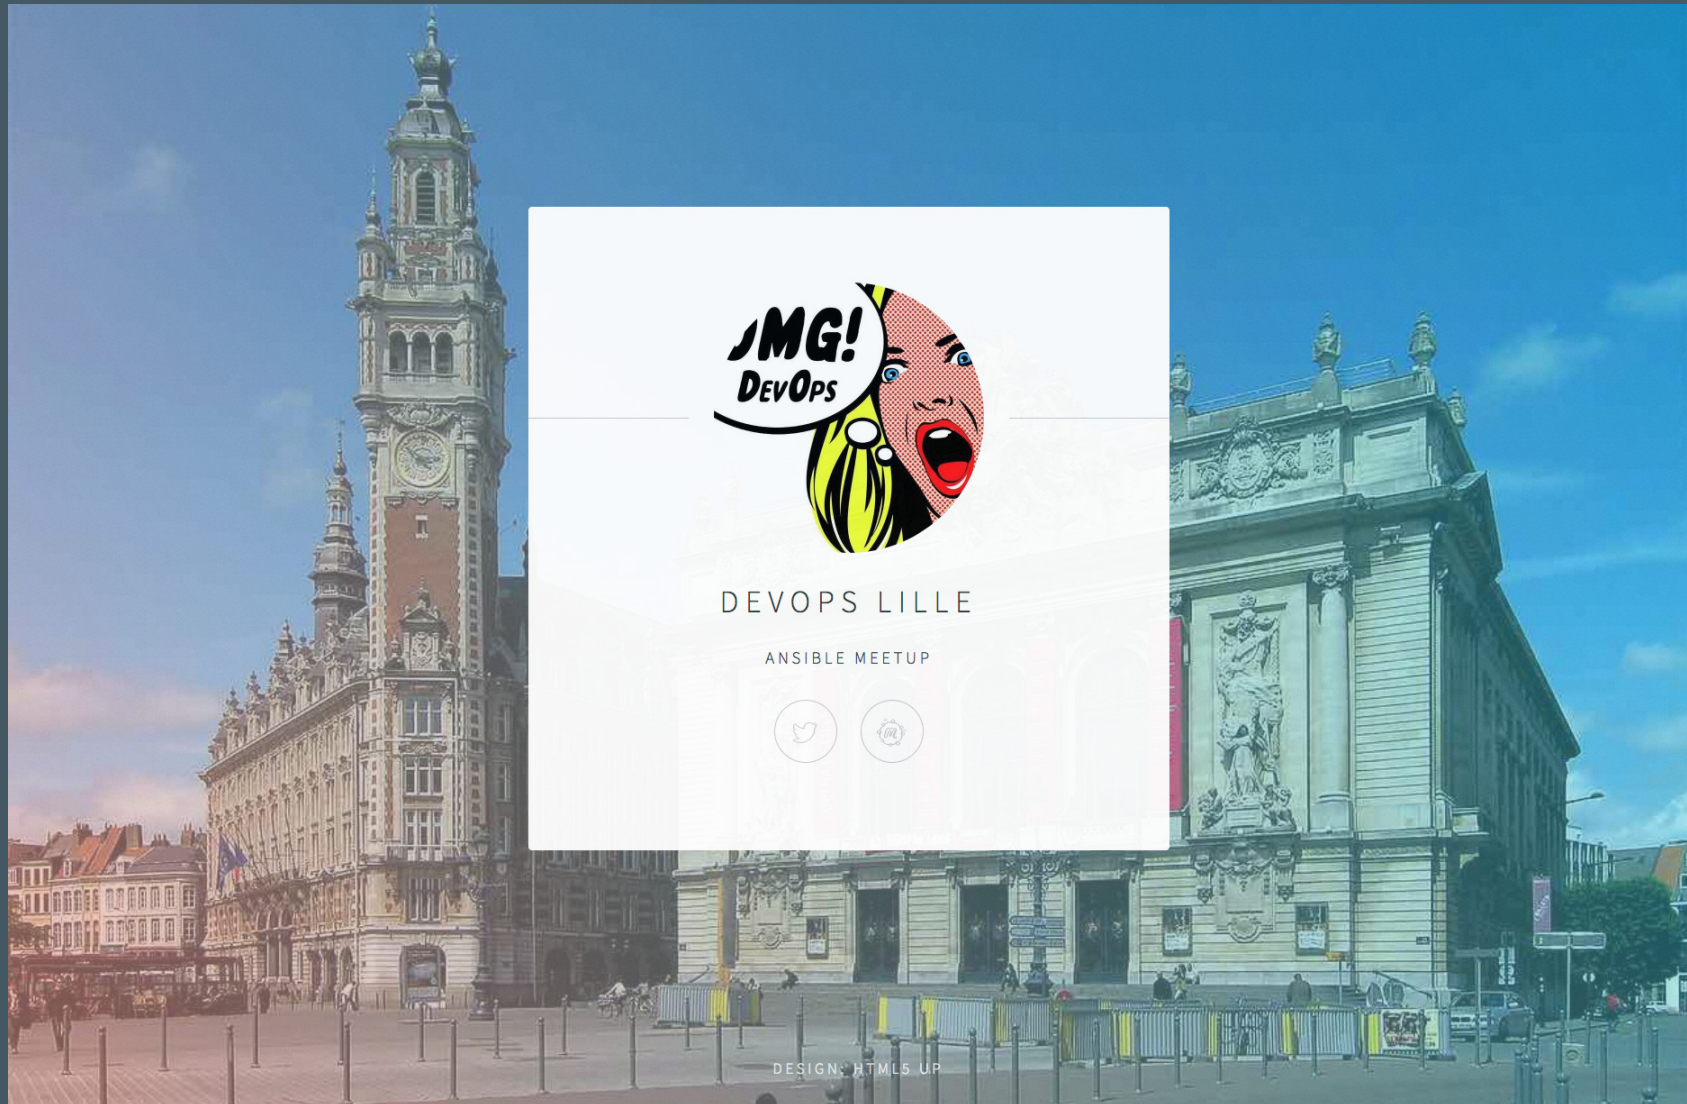 OMG!
DEVOPS
DEVOPS LILLE
ANSIBLE MEETUP
DESIGN: HTML5 UP